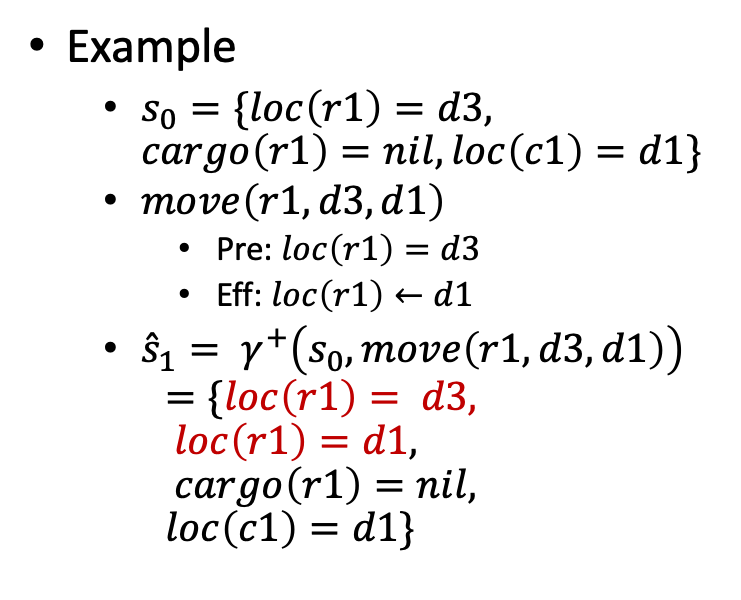 • Example
• s₀ = {loc(r1) = d3,
cargo(r1) = nil, loc(c1) = d1}
• move(r1, d3, d1)
• Pre: loc(r1) = d3
• Eff: loc(r1) ← d1
• ŝ₁ = γ⁺(s₀, move(r1, d3, d1))
= {loc(r1) = d3,
loc(r1) = d1,
cargo(r1) = nil,
loc(c1) = d1}